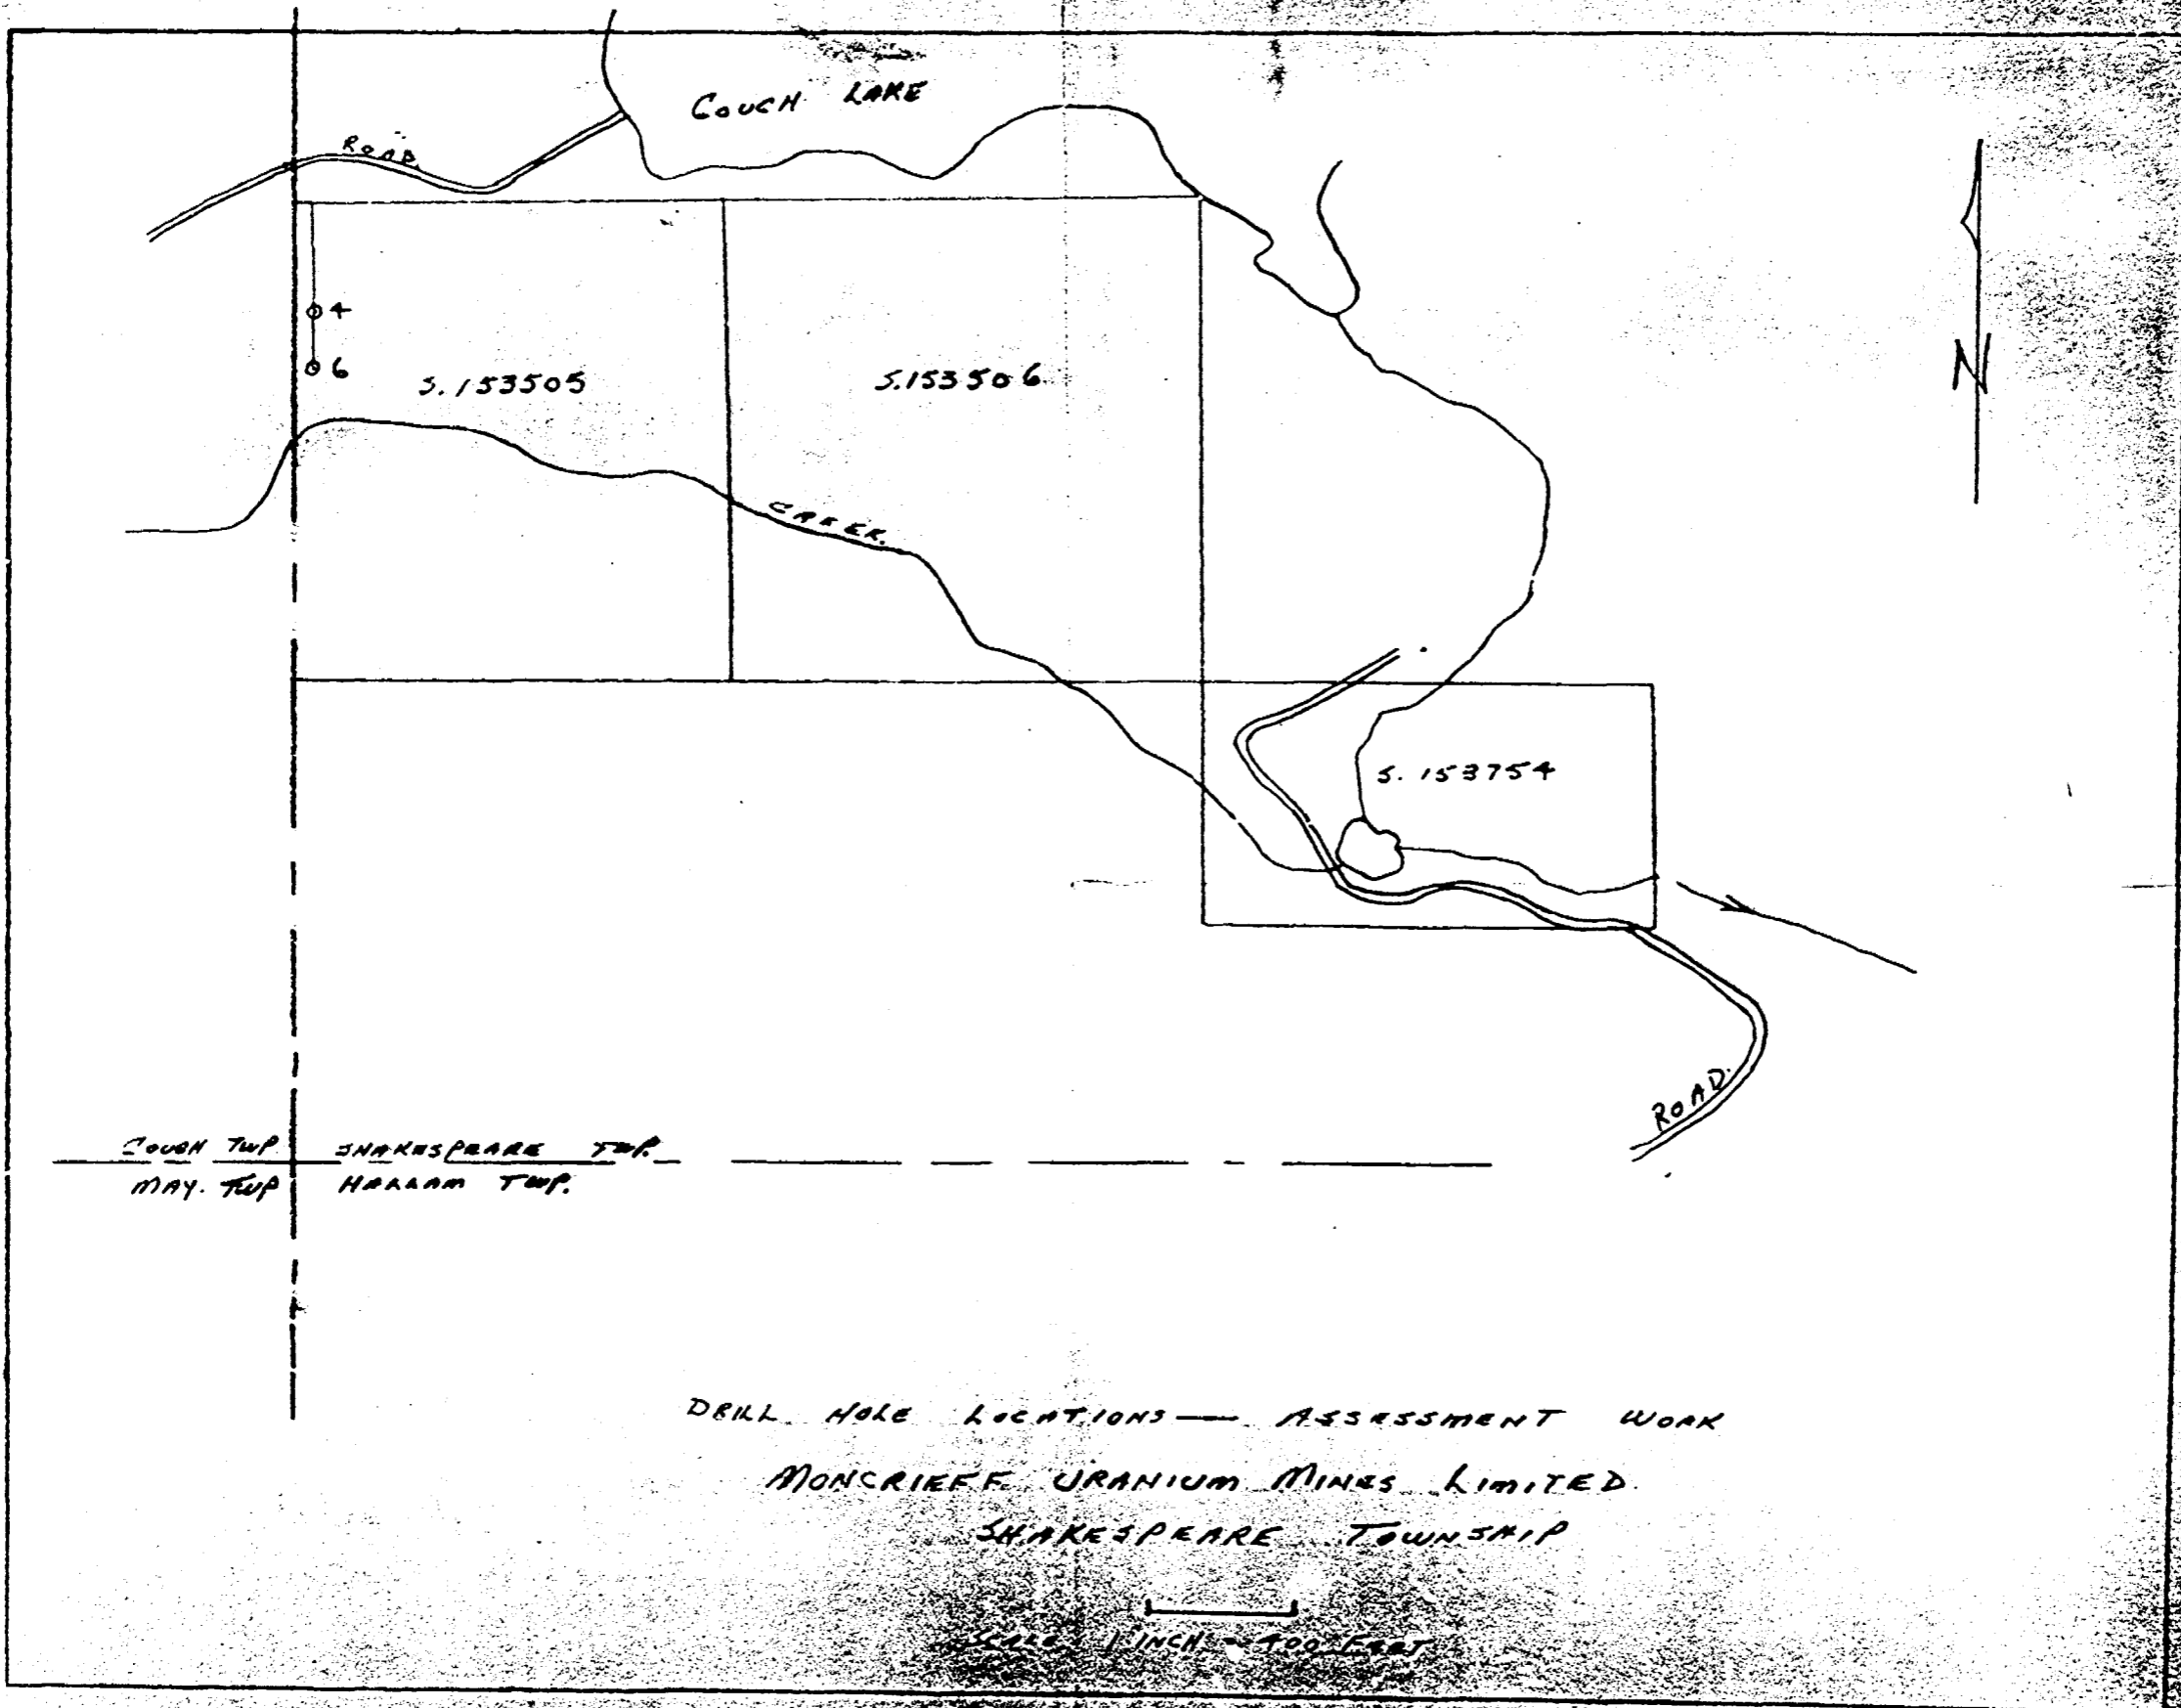 COUCH LAKE
ROAD.
4
6
S. 153505
S. 153506
CREEK.
N
S. 153754
ROAD.
COUCH TWP. SHAKESPEARE TWP.
MAY. TWP HALLAM TWP.
DRILL HOLE LOCATIONS — ASSESSMENT WORK
MONCRIEFF URANIUM MINES LIMITED.
SHAKESPEARE TOWNSHIP
SCALE 1 INCH = 400 FEET